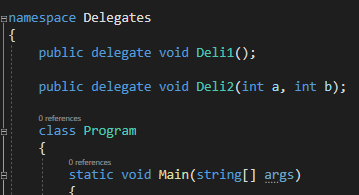 namespace Delegates
{
public delegate void Deli1();
public delegate void Deli2(int a, int b);
0 references
class Program
{
0 references
static void Main(string[] args)
{